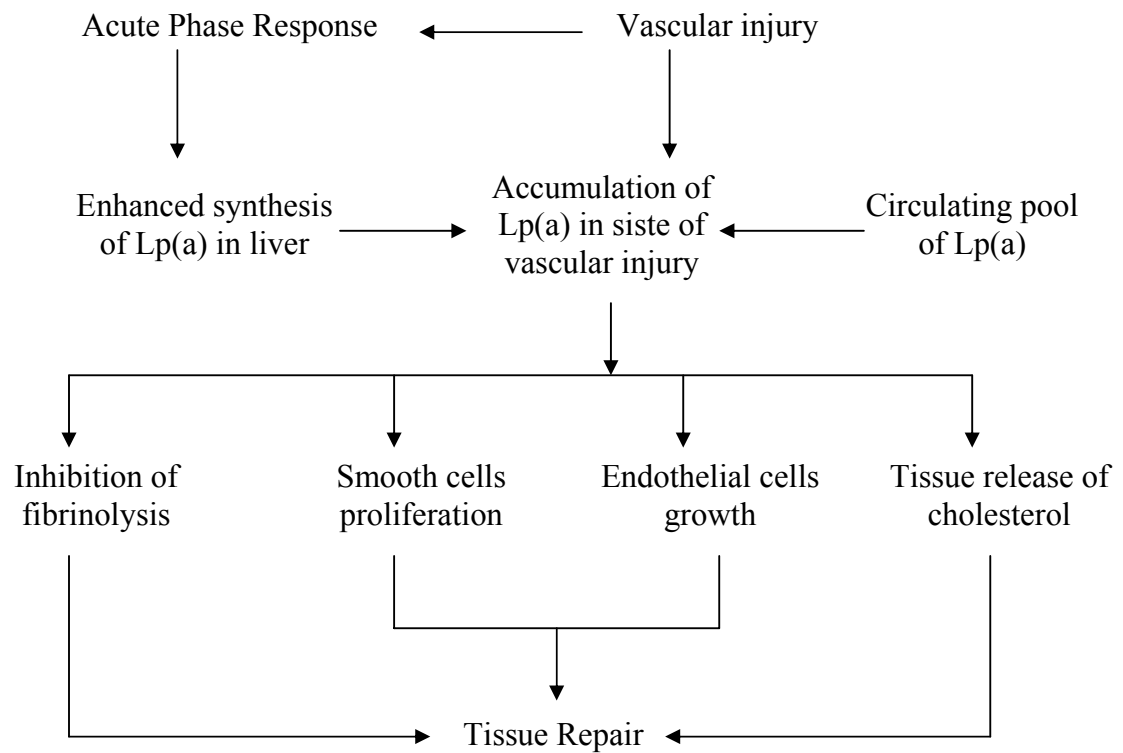 Acute Phase Response
Vascular injury
Enhanced synthesis
of Lp(a) in liver
Accumulation of
Lp(a) in siste of
vascular injury
Circulating pool
of Lp(a)
Inhibition of
fibrinolysis
Smooth cells
proliferation
Endothelial cells
growth
Tissue release of
cholesterol
Tissue Repair